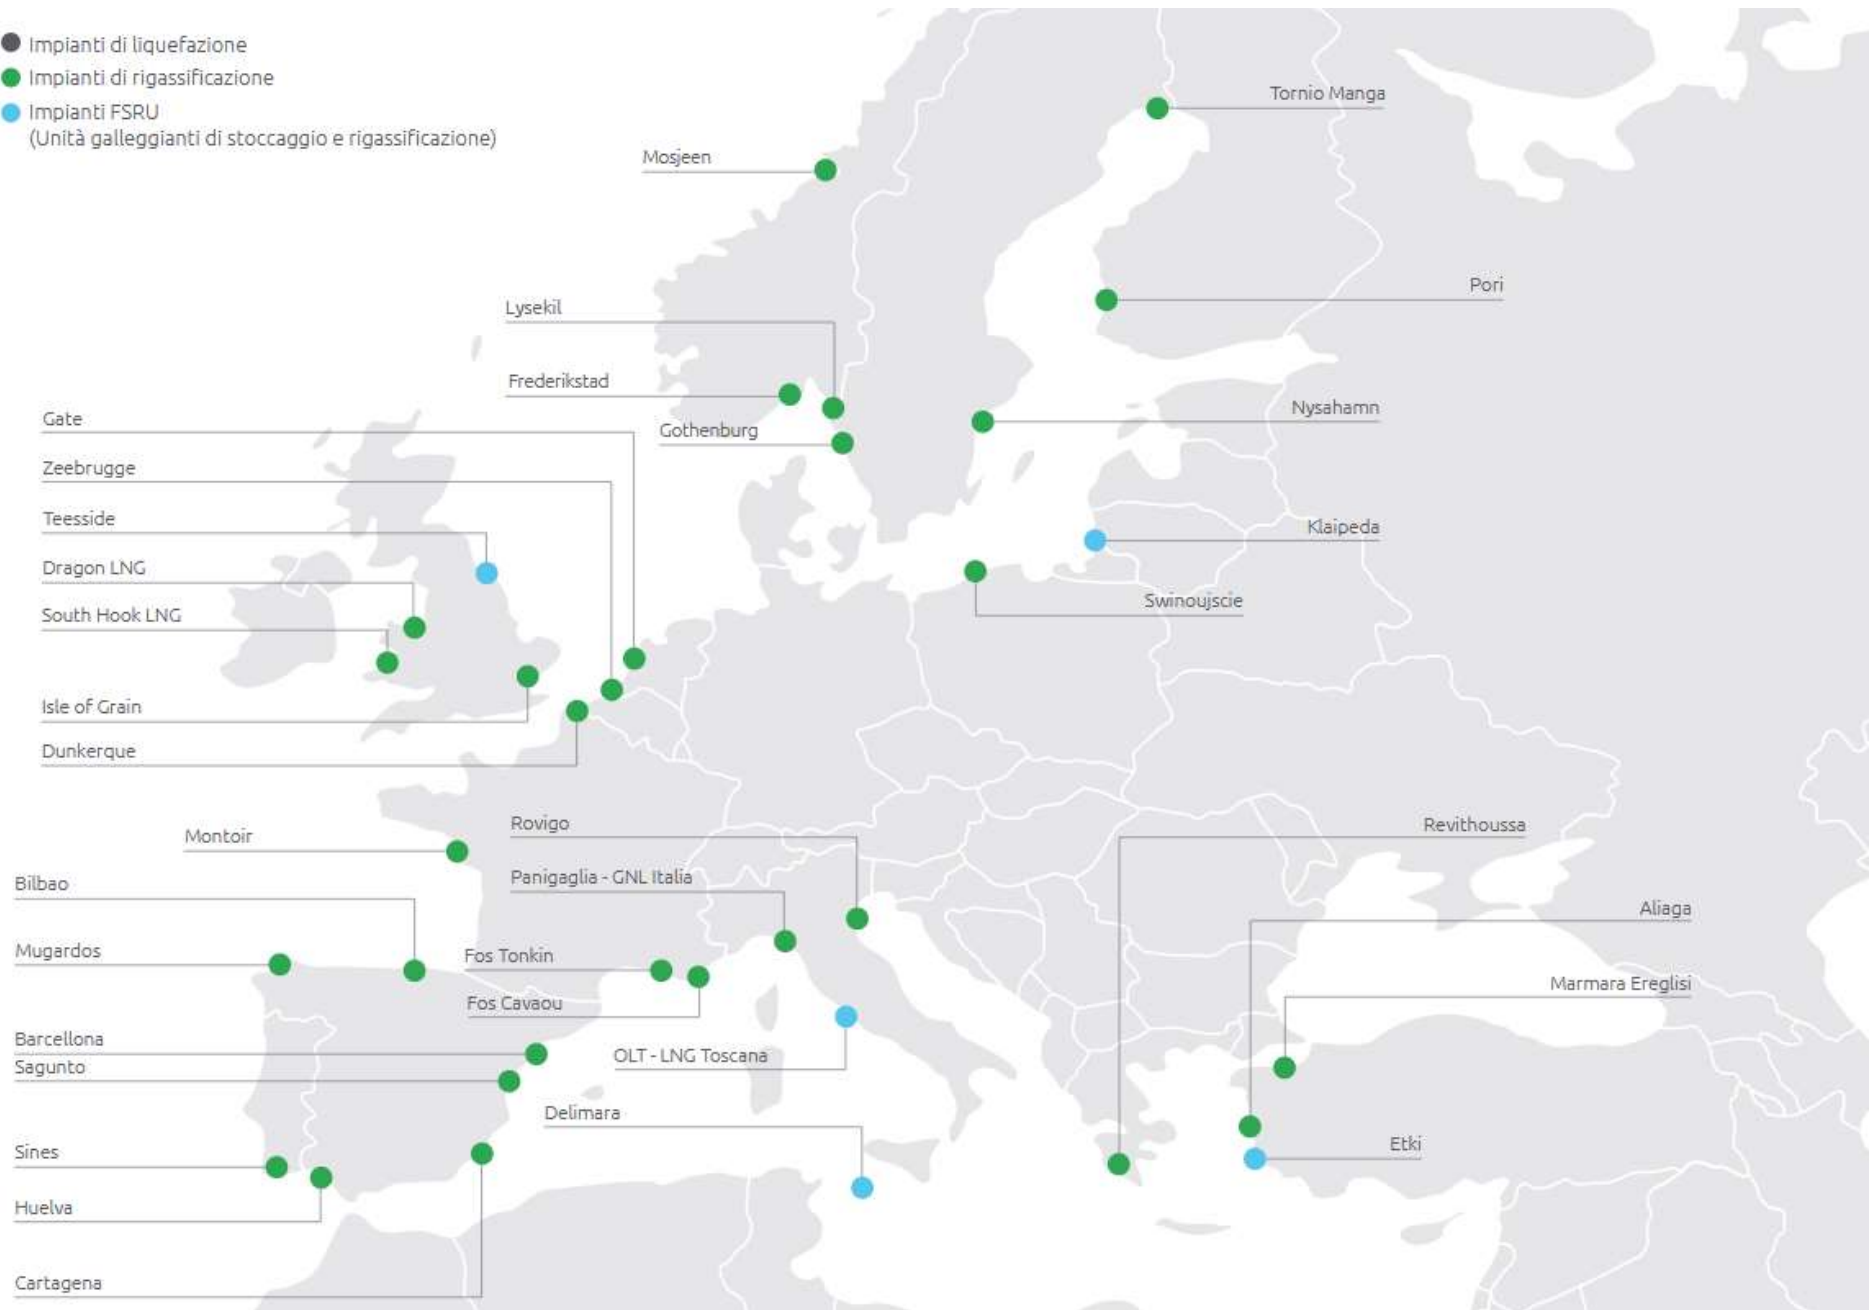 Impianti di liquefazione
Impianti di rigassificazione
Impianti FSRU
(Unità galleggianti di stoccaggio e rigassificazione)
Tornio Manga
Mosjeen
Pori
Lysekil
Frederikstad
Nysahamn
Gate
Gothenburg
Zeebrugge
Teesside
Klaipeda
Dragon LNG
Swinoujscie
South Hook LNG
Isle of Grain
Dunkerque
Rovigo
Revithoussa
Montoir
Panigaglia - GNL Italia
Bilbao
Aliaga
Mugardos
Fos Tonkin
Marmara Ereglisi
Fos Cavaou
Barcellona
OLT - LNG Toscana
Sagunto
Delimara
Etki
Sines
Huelva
Cartagena